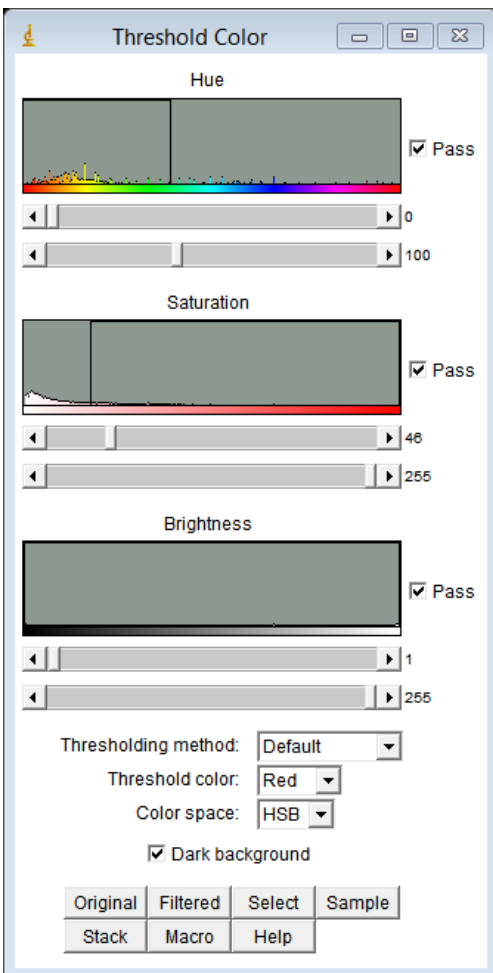 Threshold Color
Hue
Pass
0
100
Saturation
Pass
46
255
Brightness
Pass
1
255
Thresholding method: Default
Threshold color: Red
Color space: HSB
Dark background
Original Filtered Select Sample
Stack Macro Help